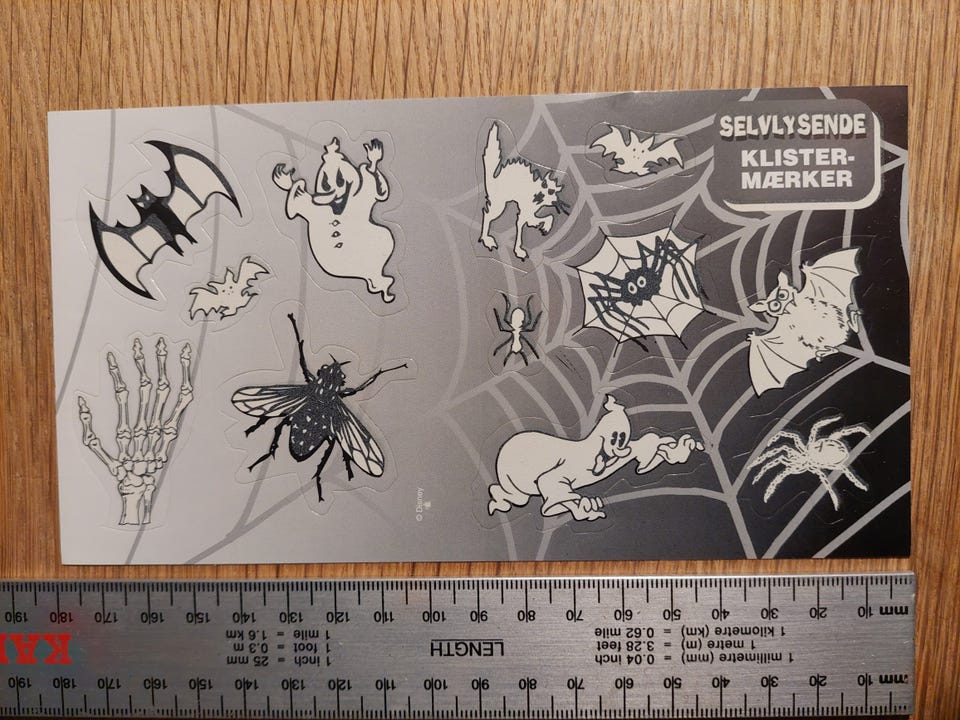 SELVLYSENDE
KLISTER-
MÆRKER
© Disney
mm 10 20 30 40 50 60 70 80 90 100 110 120 130 140 150 160 170 180 190
1 millimetre (mm) = 0.04 inch
1 metre (m) = 3.28 feet
1 kilometre (km) = 0.62 mile
LENGTH
1 inch = 25 mm
1 foot = 0.3 m
1 mile = 1.6 km
mm 10 20 30 40 50 60 70 80 90 100 110 120 130 140 150 160 170 180 190